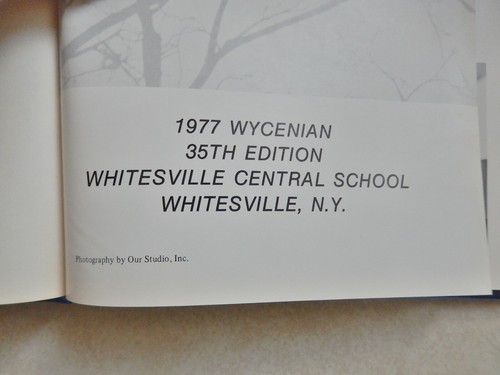 1977 WYCENIAN
35TH EDITION
WHITESVILLE CENTRAL SCHOOL
WHITESVILLE, N.Y.
Photography by Our Studio, Inc.